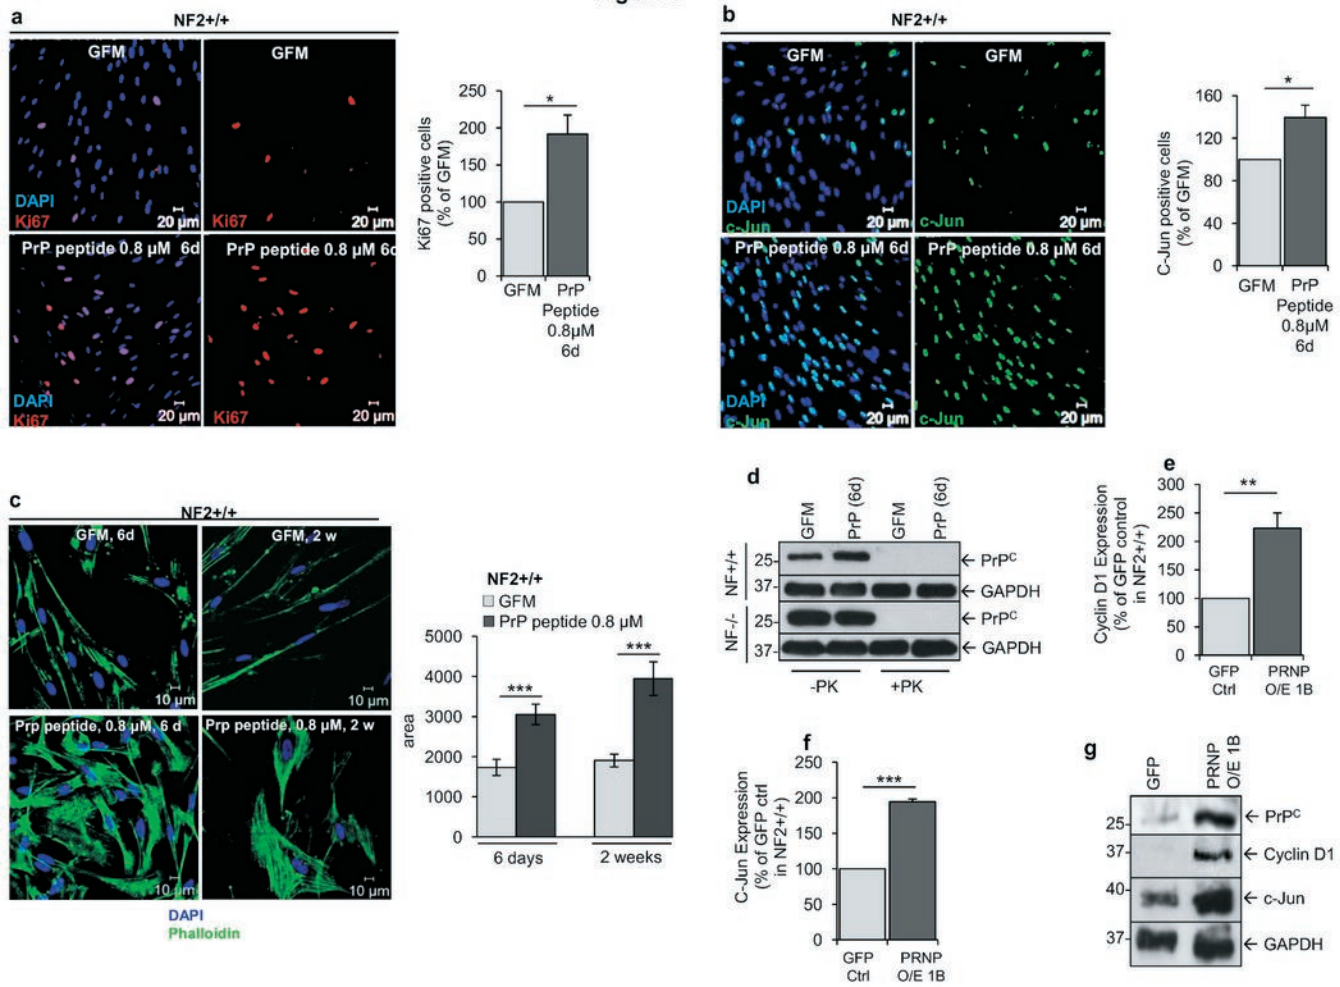 a
NF2+/+
GFM
GFM
DAPI
Ki67
20 µm
Ki67
20 µm
PrP peptide 0.8 µM 6d
PrP peptide 0.8 µM 6d
DAPI
Ki67
20 µm
Ki67
20 µm
Ki67 positive cells
(% of GFM)
250
200
150
100
50
0
*
GFM
PrP
Peptide
0.8µM
6d
b
NF2+/+
GFM
GFM
DAPI
c-Jun
20 µm
c-Jun
20 µm
PrP peptide 0.8 µM 6d
PrP peptide 0.8 µM 6d
DAPI
c-Jun
20 µm
c-Jun
20 µm
C-Jun positive cells
(% of GFM)
160
120
80
40
0
*
GFM
PrP
Peptide
0.8µM
6d
c
NF2+/+
GFM, 6d
GFM, 2 w
10 µm
10 µm
Prp peptide, 0.8 µM, 6 d
Prp peptide, 0.8 µM, 2 w
10 µm
10 µm
DAPI
Phalloidin
NF2+/+
GFM
PrP peptide 0.8 µM
area
5000
4000
3000
2000
1000
0
***
***
6 days
2 weeks
d
GFM
PrP (6d)
GFM
PrP (6d)
NF+/+
NF-/-
25-
← PrPᶜ
37-
← GAPDH
25-
← PrPᶜ
37-
← GAPDH
-PK
+PK
e
Cyclin D1 Expression
(% of GFP control
in NF2+/+)
300
250
200
150
100
50
0
**
GFP
Ctrl
PRNP
O/E 1B
f
C-Jun Expression
(% of GFP ctrl
in NF2+/+)
250
200
150
100
50
0
***
GFP
Ctrl
PRNP
O/E 1B
g
GFP
PRNP
O/E 1B
25-
← PrPᶜ
37-
← Cyclin D1
40-
← c-Jun
37-
← GAPDH